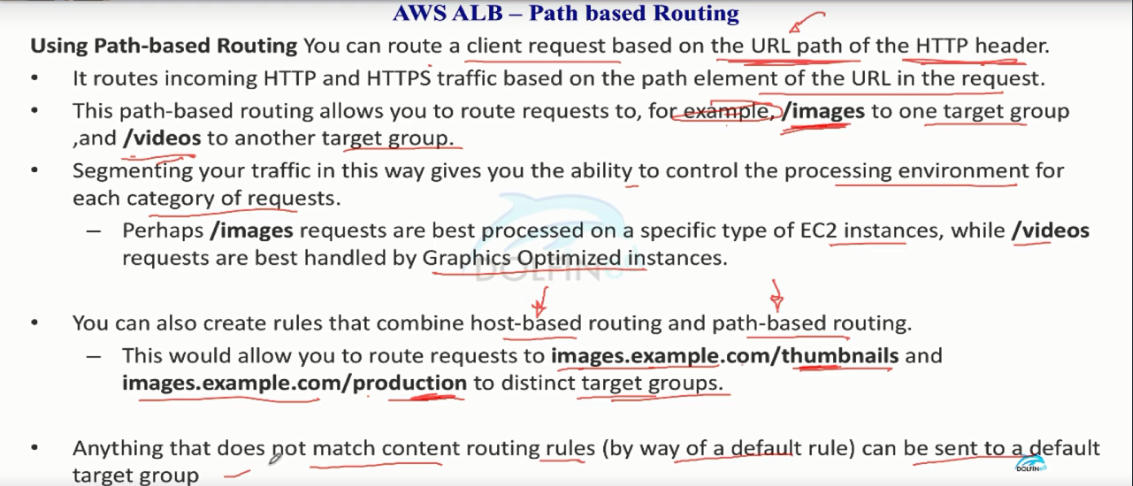 AWS ALB – Path based Routing
Using Path-based Routing You can route a client request based on the URL path of the HTTP header.
• It routes incoming HTTP and HTTPS traffic based on the path element of the URL in the request.
• This path-based routing allows you to route requests to, for example, /images to one target group
,and /videos to another target group.
• Segmenting your traffic in this way gives you the ability to control the processing environment for
each category of requests.
– Perhaps /images requests are best processed on a specific type of EC2 instances, while /videos
requests are best handled by Graphics Optimized instances.
DOLFIN
• You can also create rules that combine host-based routing and path-based routing.
– This would allow you to route requests to images.example.com/thumbnails and
images.example.com/production to distinct target groups.
• Anything that does not match content routing rules (by way of a default rule) can be sent to a default
target group
DOLFIN